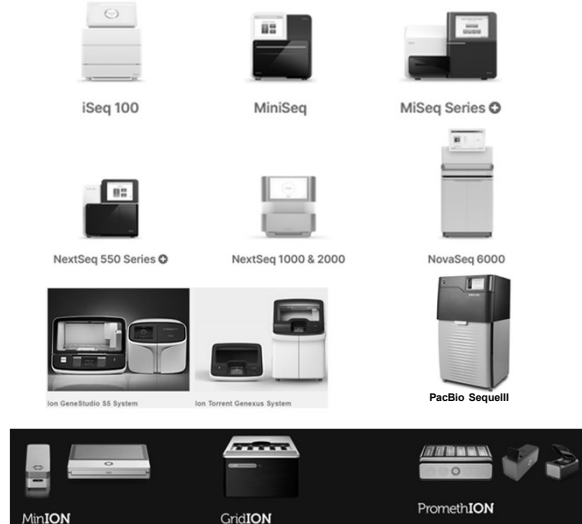 iSeq 100
MiniSeq
MiSeq Series
NextSeq 550 Series
NextSeq 1000 & 2000
NovaSeq 6000
Ion GeneStudio S5 System
Ion Torrent Genexus System
PacBio SequelII
MinION
GridION
PromethION